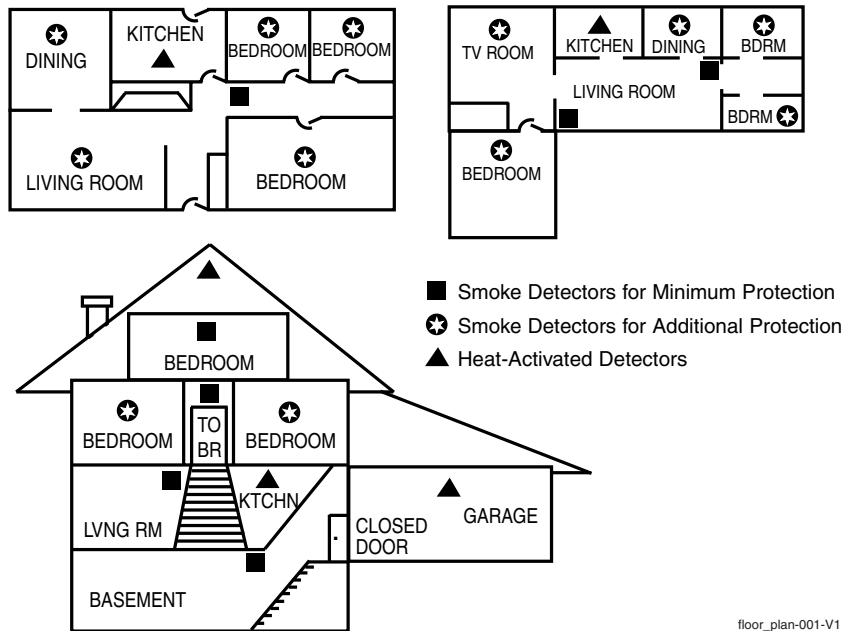 DINING
KITCHEN
BEDROOM
BEDROOM
LIVING ROOM
BEDROOM
TV ROOM
KITCHEN
DINING
BDRM
LIVING ROOM
BDRM
BEDROOM
Smoke Detectors for Minimum Protection
Smoke Detectors for Additional Protection
Heat-Activated Detectors
BEDROOM
BEDROOM
TO
BR
BEDROOM
LVNG RM
KTCHN
CLOSED
DOOR
GARAGE
BASEMENT
floor_plan-001-V1